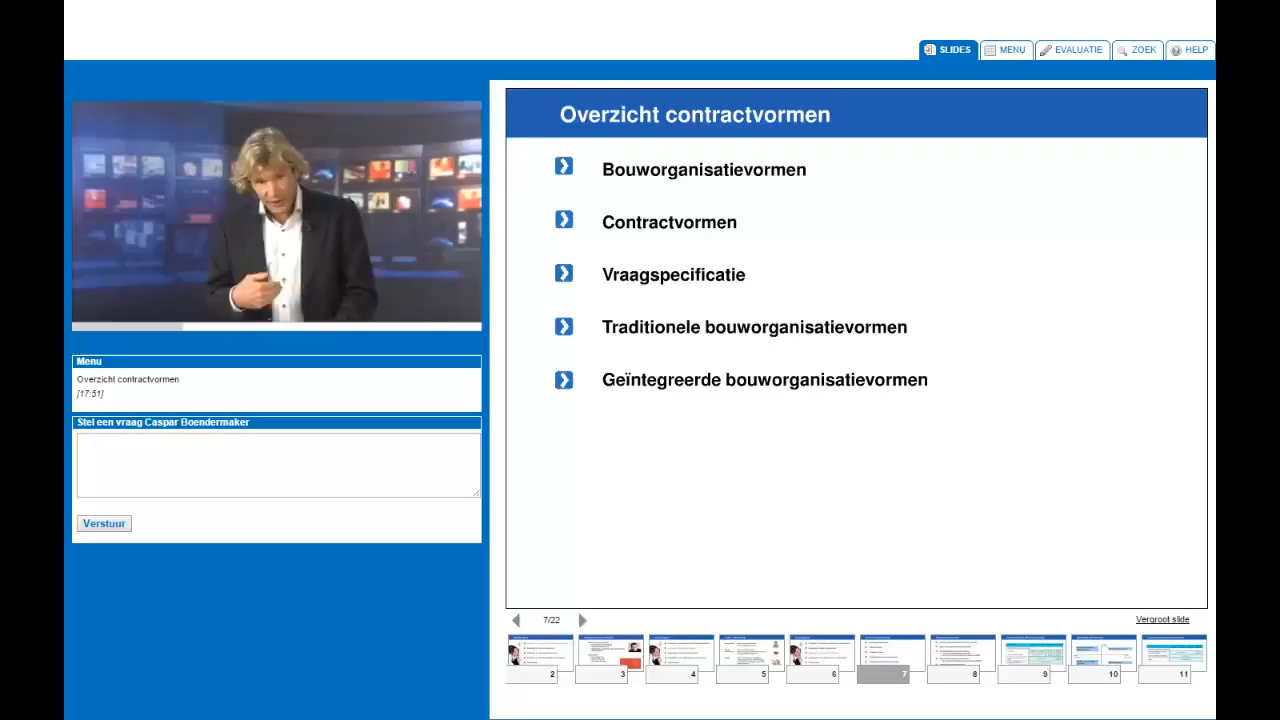 SLIDES MENU EVALUATIE ZOEK HELP
Overzicht contractvormen
Bouworganisatievormen
Contractvormen
Vraagspecificatie
Traditionele bouworganisatievormen
Geïntegreerde bouworganisatievormen
Menu
Overzicht contractvormen
[17:51]
Stel een vraag Caspar Boendermaker
Verstuur
7/22
Vergroot slide
2 3 4 5 6 7 8 9 10 11